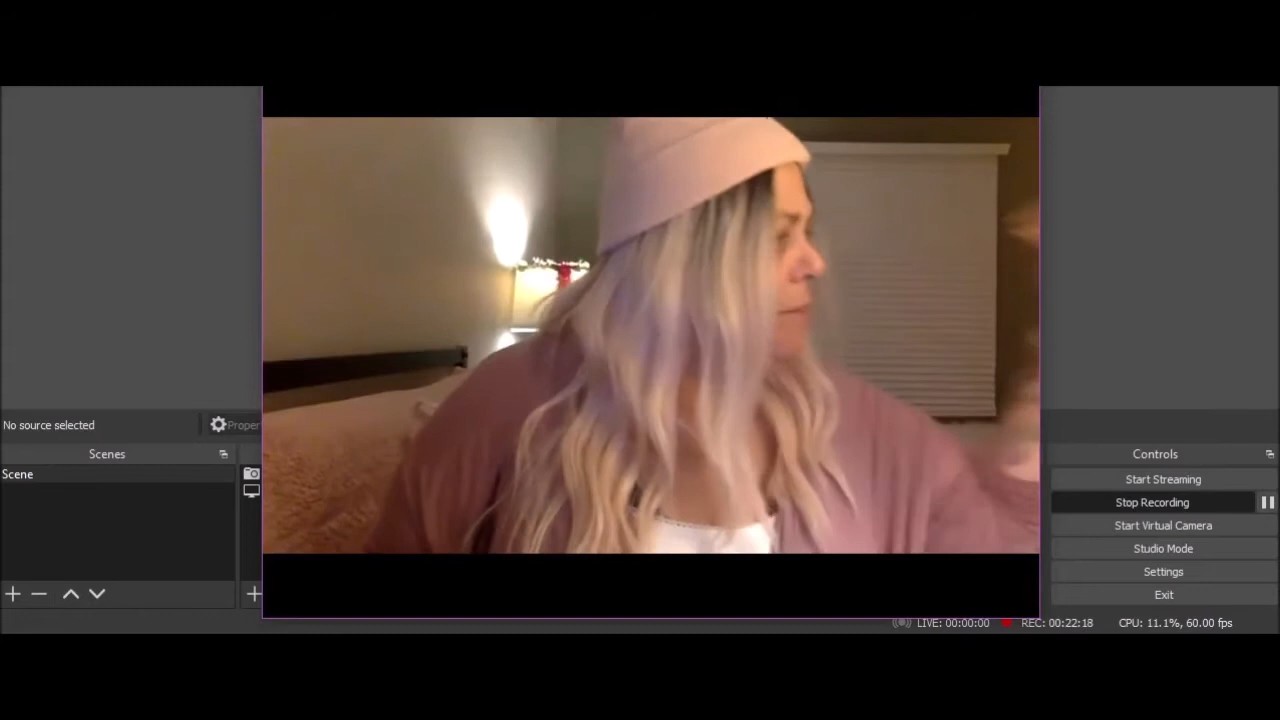 No source selected
Proper
Scenes
Controls
Scene
Start Streaming
Stop Recording
Start Virtual Camera
Studio Mode
Settings
Exit
LIVE: 00:00:00
REC: 00:22:18
CPU: 11.1%, 60.00 fps